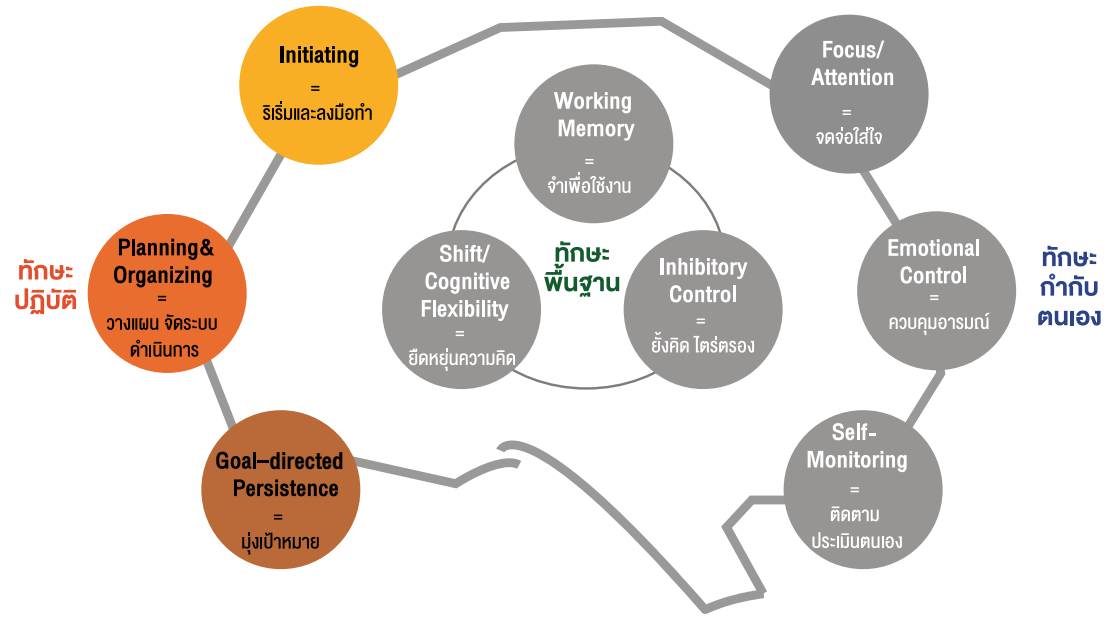 Initiating
=
ริเริ่มและลงมือทำ
Focus/
Attention
=
จดจ่อใส่ใจ
Working
Memory
=
จำเพื่อใช้งาน
ทักษะ
ปฏิบัติ
Planning&
Organizing
=
วางแผน จัดระบบ
ดำเนินการ
Shift/
Cognitive
Flexibility
=
ยืดหยุ่นความคิด
ทักษะ
พื้นฐาน
Inhibitory
Control
=
ยั้งคิด ไตร่ตรอง
Emotional
Control
=
ควบคุมอารมณ์
ทักษะ
กำกับ
ตนเอง
Goal–directed
Persistence
=
มุ่งเป้าหมาย
Self-
Monitoring
=
ติดตาม
ประเมินตนเอง